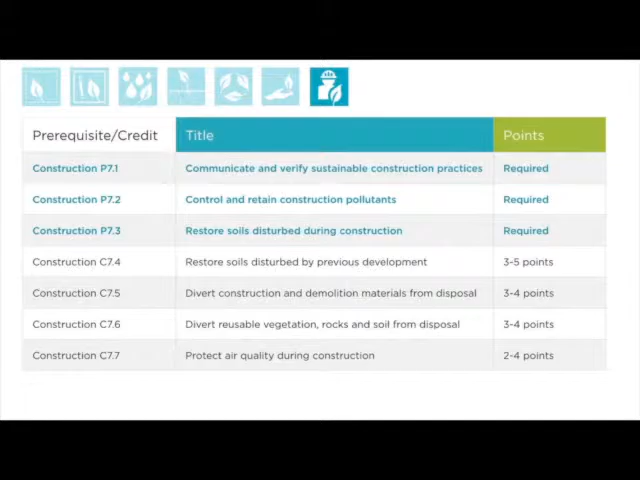 Prerequisite/Credit Title Points
Construction P7.1 Communicate and verify sustainable construction practices Required
Construction P7.2 Control and retain construction pollutants Required
Construction P7.3 Restore soils disturbed during construction Required
Construction C7.4 Restore soils disturbed by previous development 3-5 points
Construction C7.5 Divert construction and demolition materials from disposal 3-4 points
Construction C7.6 Divert reusable vegetation, rocks and soil from disposal 3-4 points
Construction C7.7 Protect air quality during construction 2-4 points